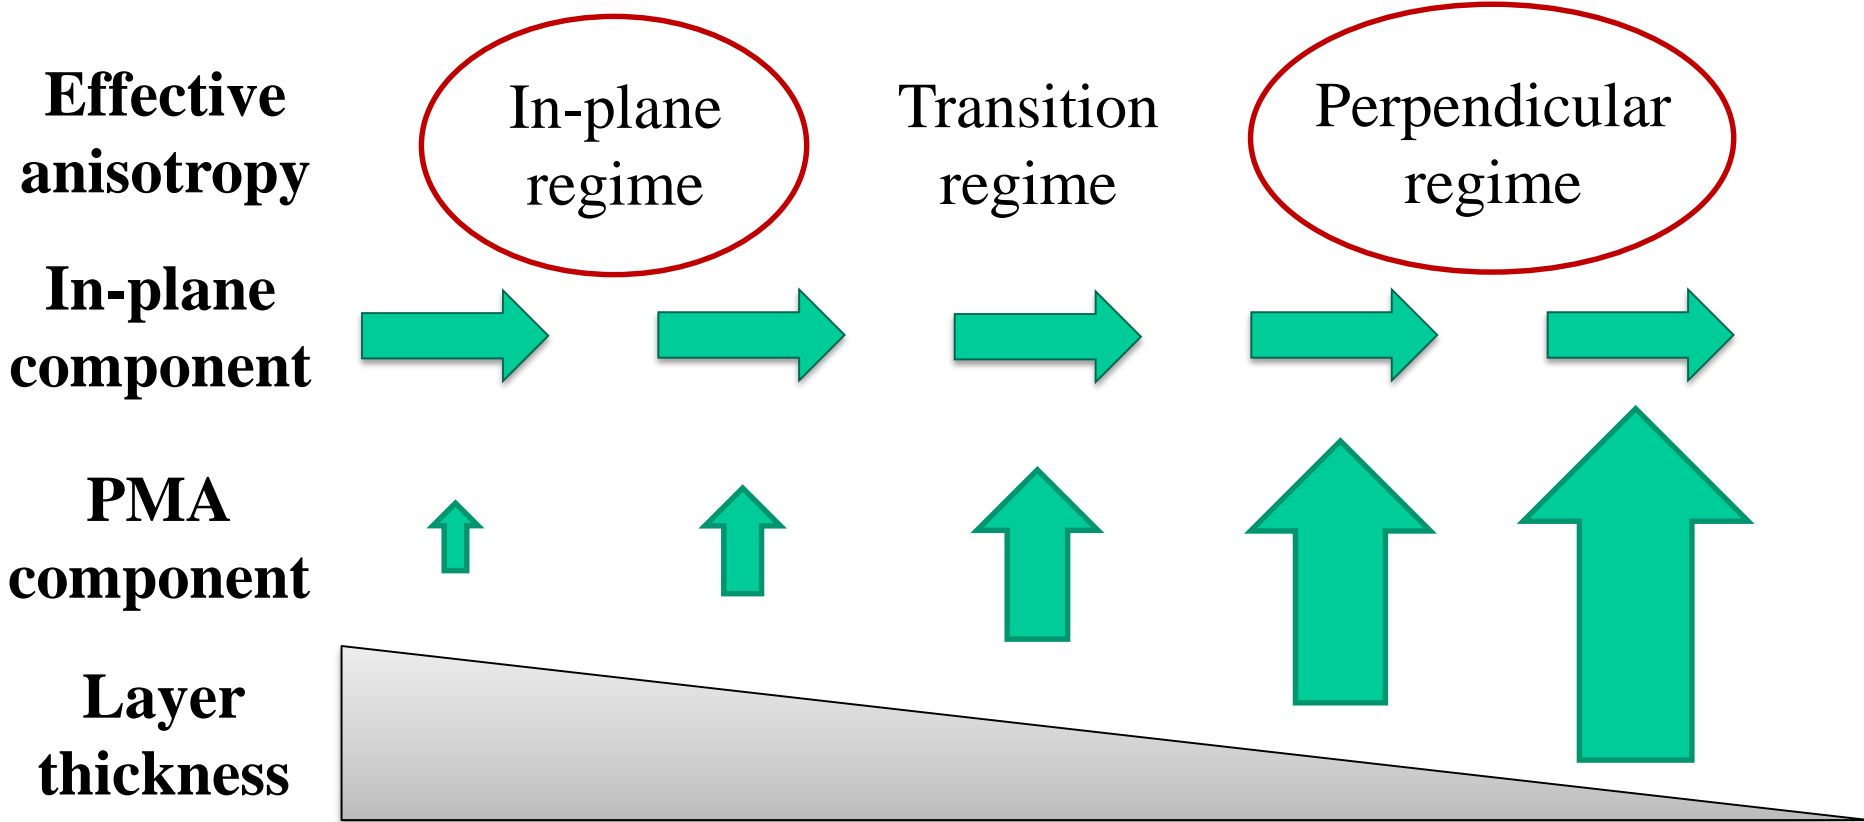 Effective
anisotropy
In-plane
regime
Transition
regime
Perpendicular
regime
In-plane
component
PMA
component
Layer
thickness